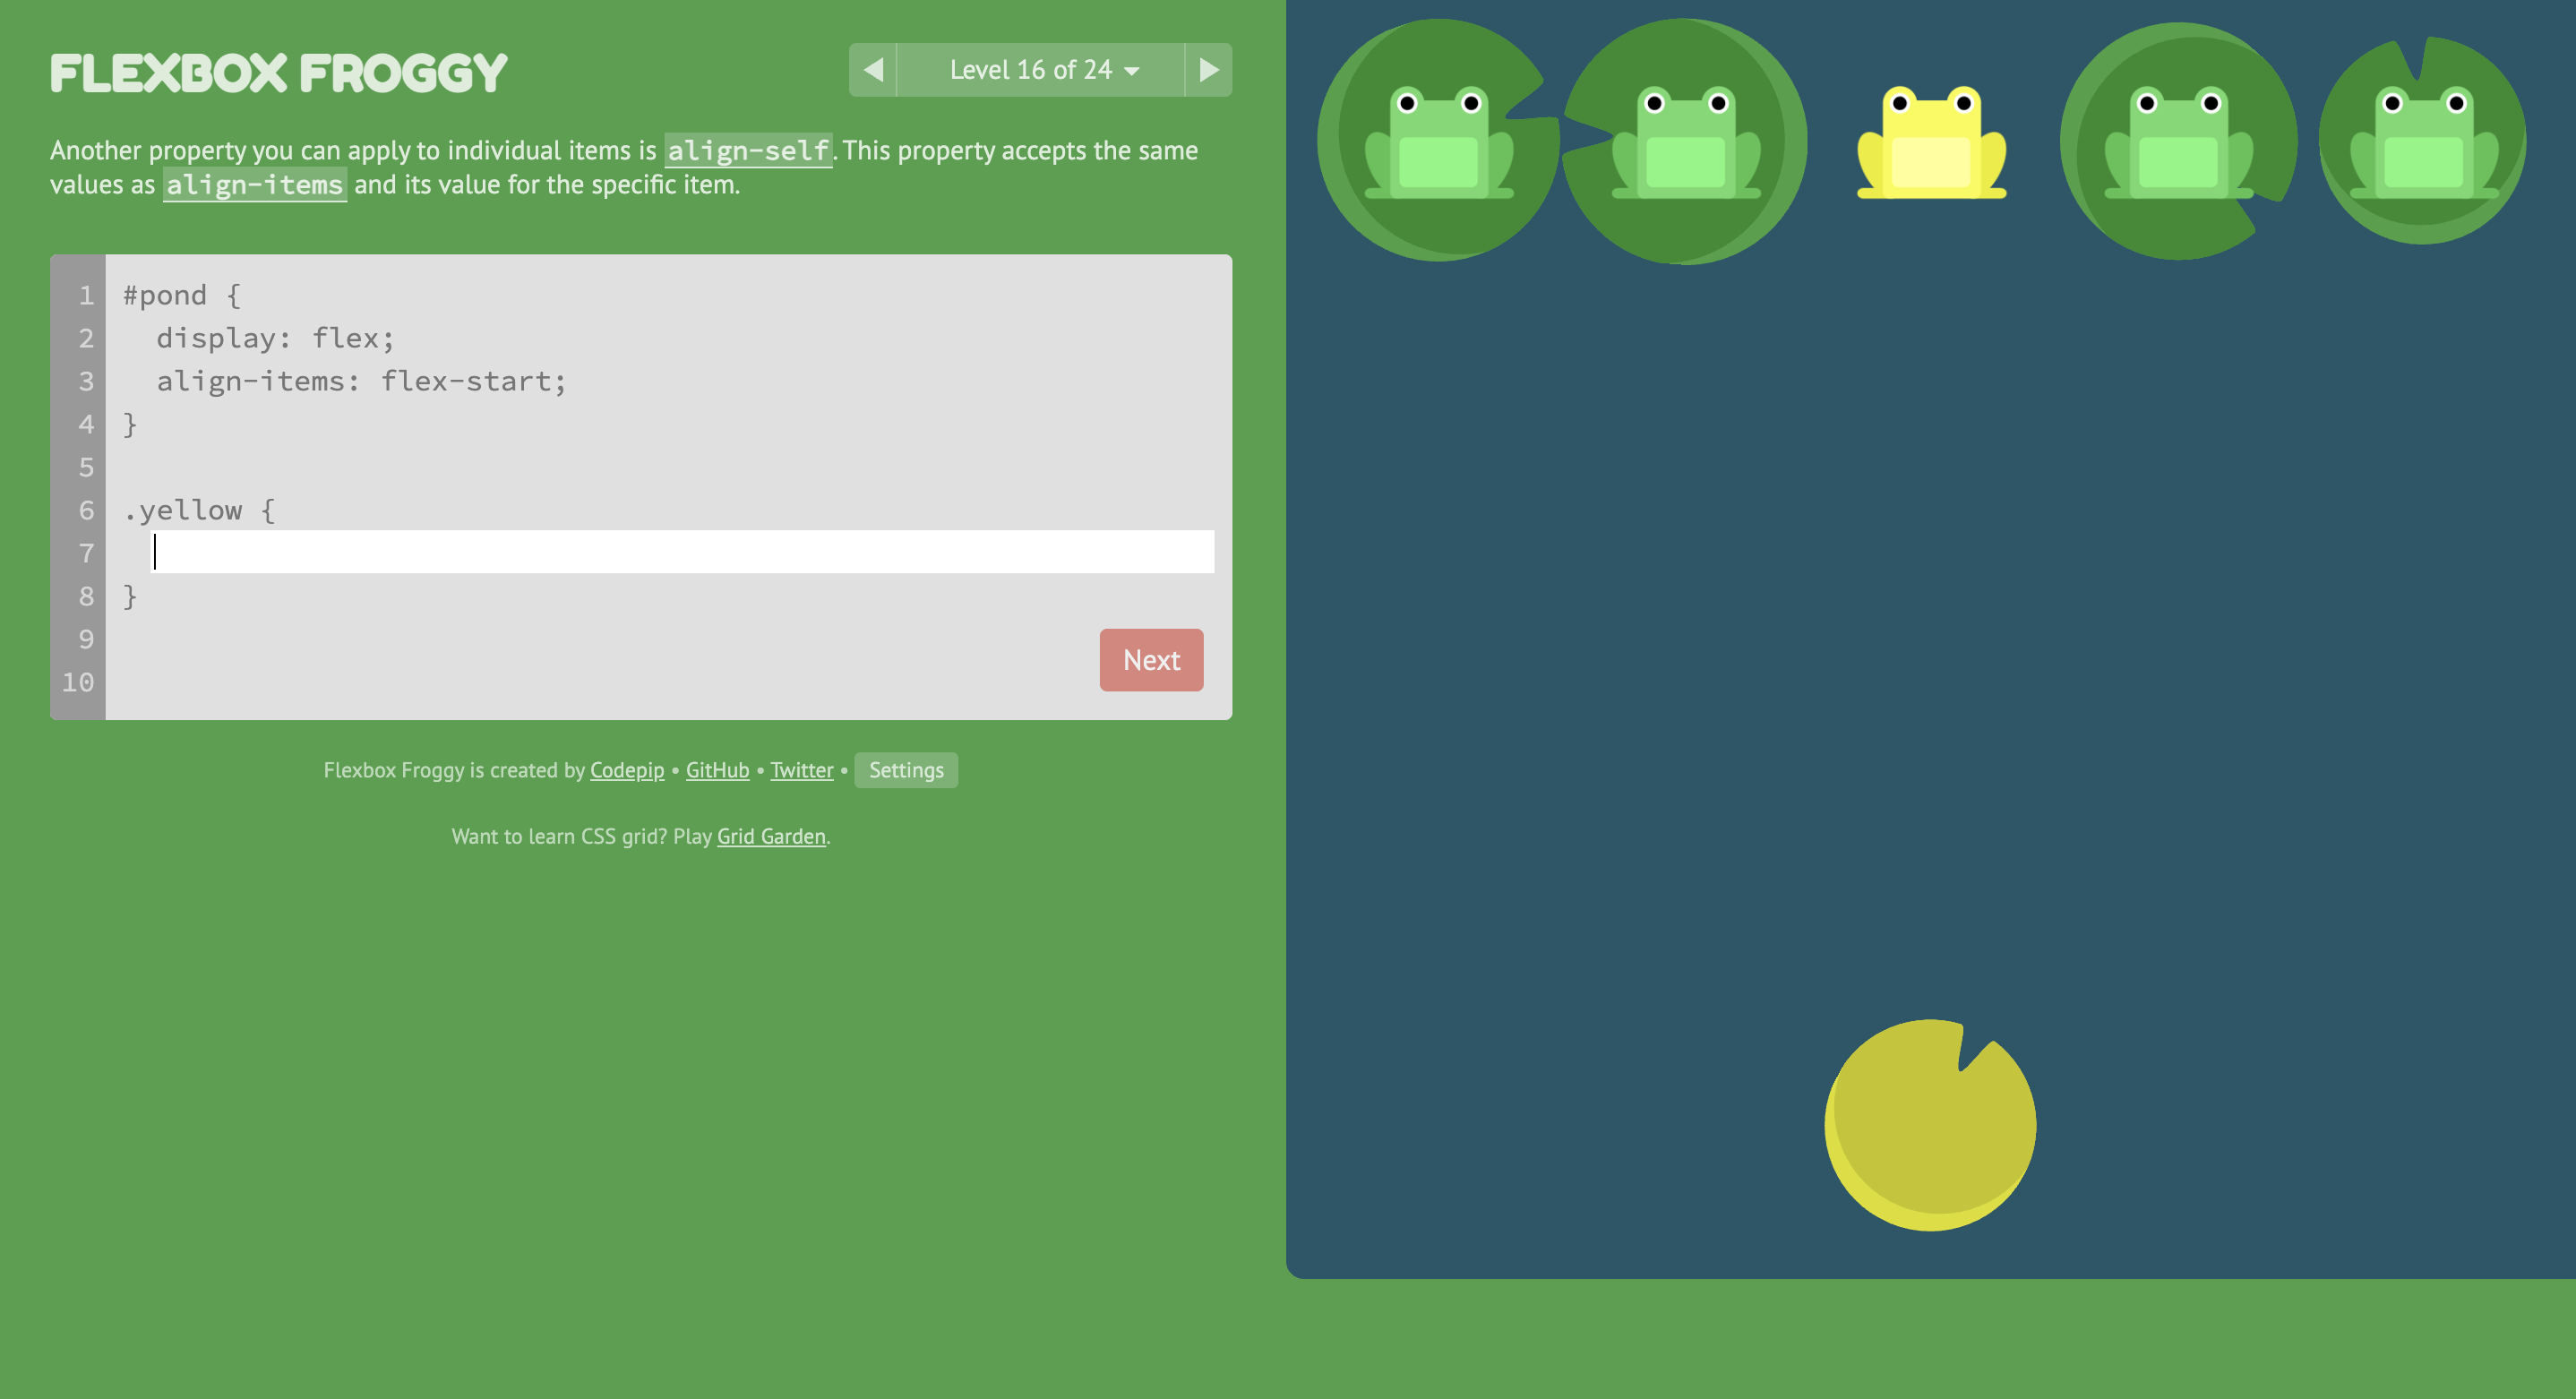 FLEXBOX FROGGY
Level 16 of 24
Another property you can apply to individual items is align-self. This property accepts the same
values as align-items and its value for the specific item.
1 #pond {
2 display: flex;
3 align-items: flex-start;
4 }
5
6 .yellow {
7
8 }
9
10
Next
Flexbox Froggy is created by Codepip • GitHub • Twitter • Settings
Want to learn CSS grid? Play Grid Garden.